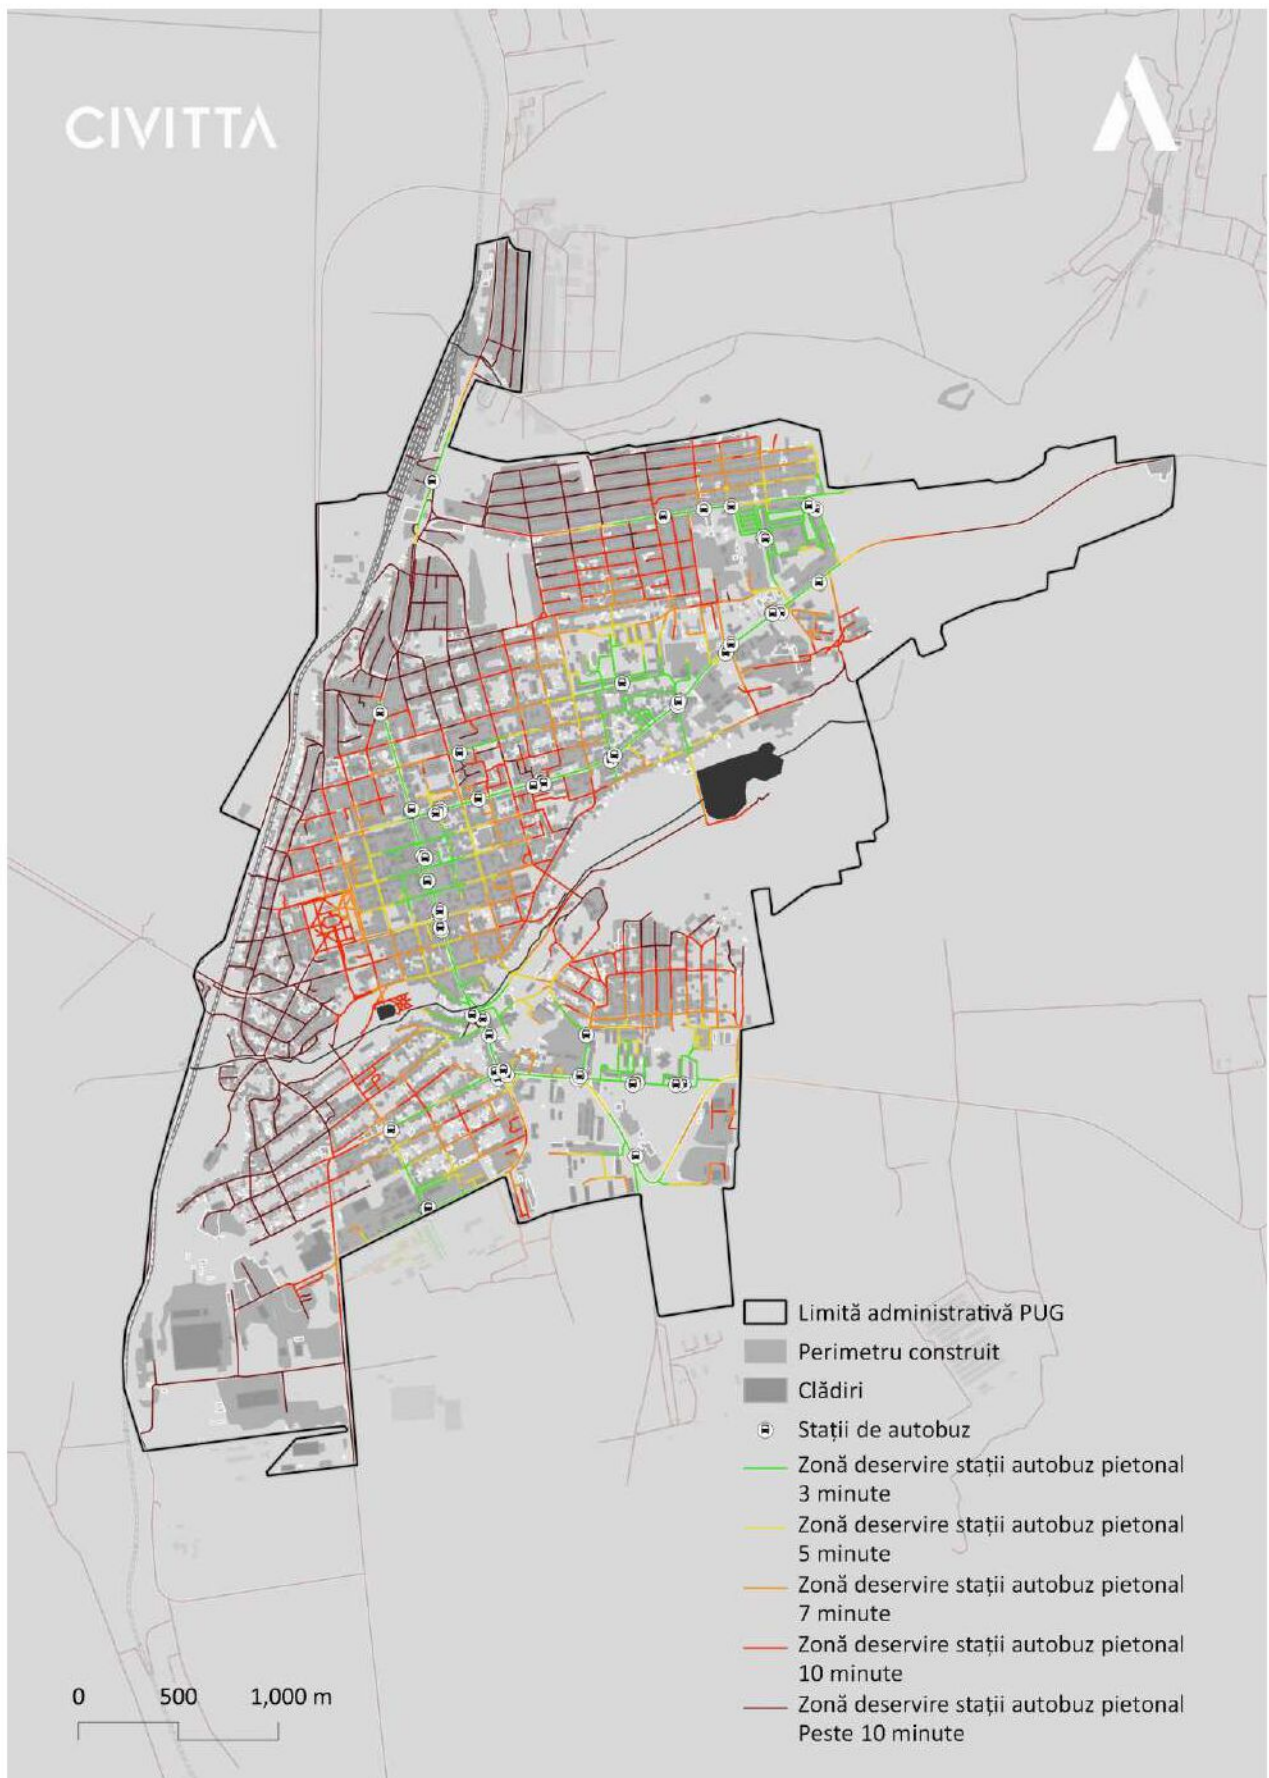 CIVITTA
Limită administrativă PUG
Perimetru construit
Clădiri
Stații de autobuz
Zonă deservire stații autobuz pietonal
3 minute
Zonă deservire stații autobuz pietonal
5 minute
Zonă deservire stații autobuz pietonal
7 minute
Zonă deservire stații autobuz pietonal
10 minute
Zonă deservire stații autobuz pietonal
Peste 10 minute
0 500 1,000 m